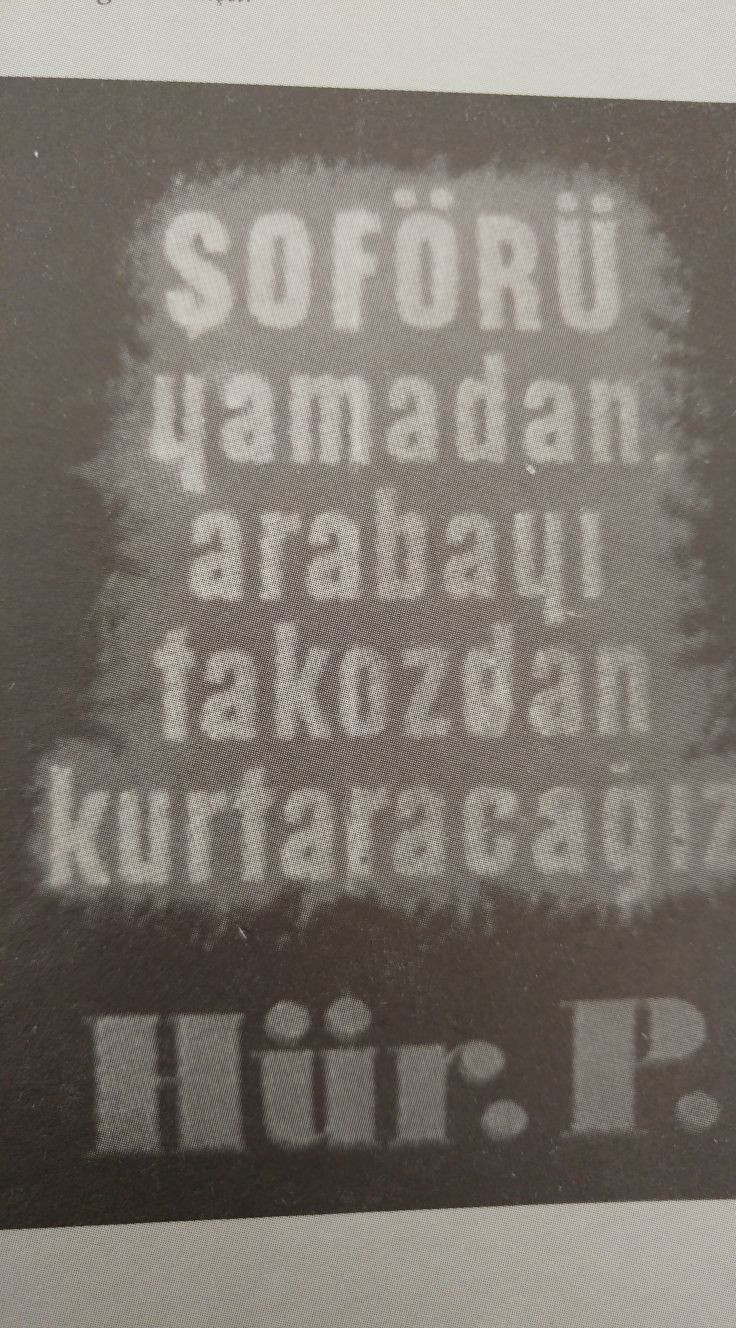 ŞOFÖRÜ
yamadan
arabayı
takozdan
kurtaracağız
Hür. P.